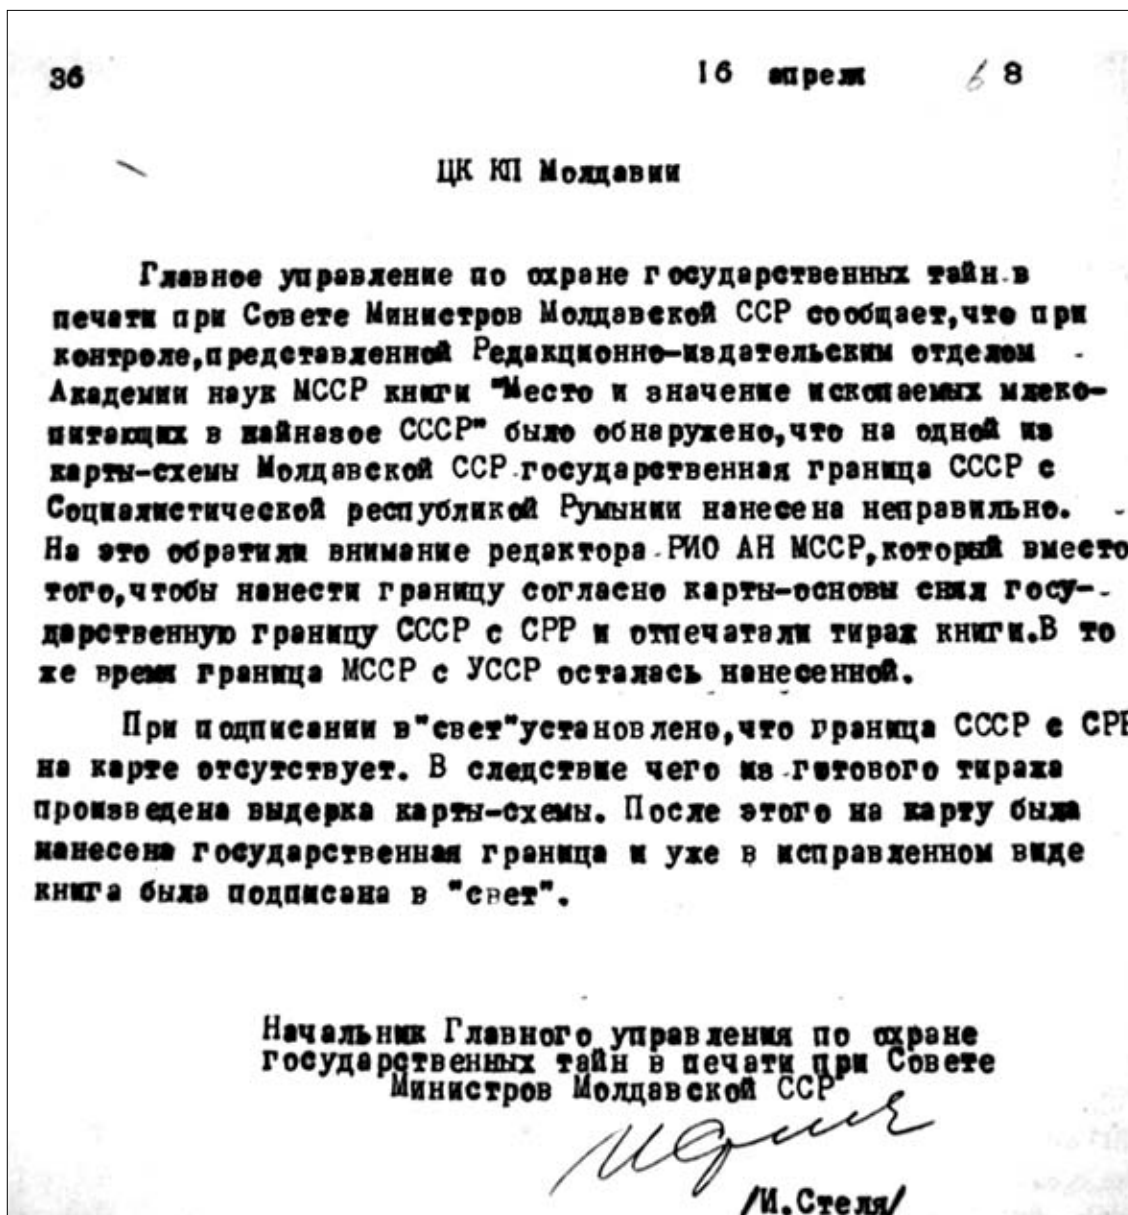 36 16 апреля 68
ЦК КП Молдавии
Главное управление по охране государственных тайн в
печати при Совете Министров Молдавской ССР сообщает,что при
контроле,представленной Редакционно-издательским отделом
Академии наук МССР книги "Место и значение ископаемых млеко-
питающих в кайназое СССР" было обнаружено,что на одной из
карты-схемы Молдавской ССР государственная граница СССР с
Социалистической республикой Румынии нанесена неправильно.
На это обратили внимание редактора РИО АН МССР,который вместо
того,чтобы нанести границу согласно карты-основы снял госу-
дарственную границу СССР с СРР и отпечатали тираж книги.В то
же время граница МССР с УССР осталась нанесенной.
При подписании в"свет"установлено,что граница СССР с СРР
на карте отсутствует. В следствие чего из готового тиража
произведена выдерка карты-схемы. После этого на карту была
нанесена государственная граница и уже в исправленном виде
книга была подписана в "свет".
Начальник Главного управления по охране
государственных тайн в печати при Совете
Министров Молдавской ССР
/И.Стеля/